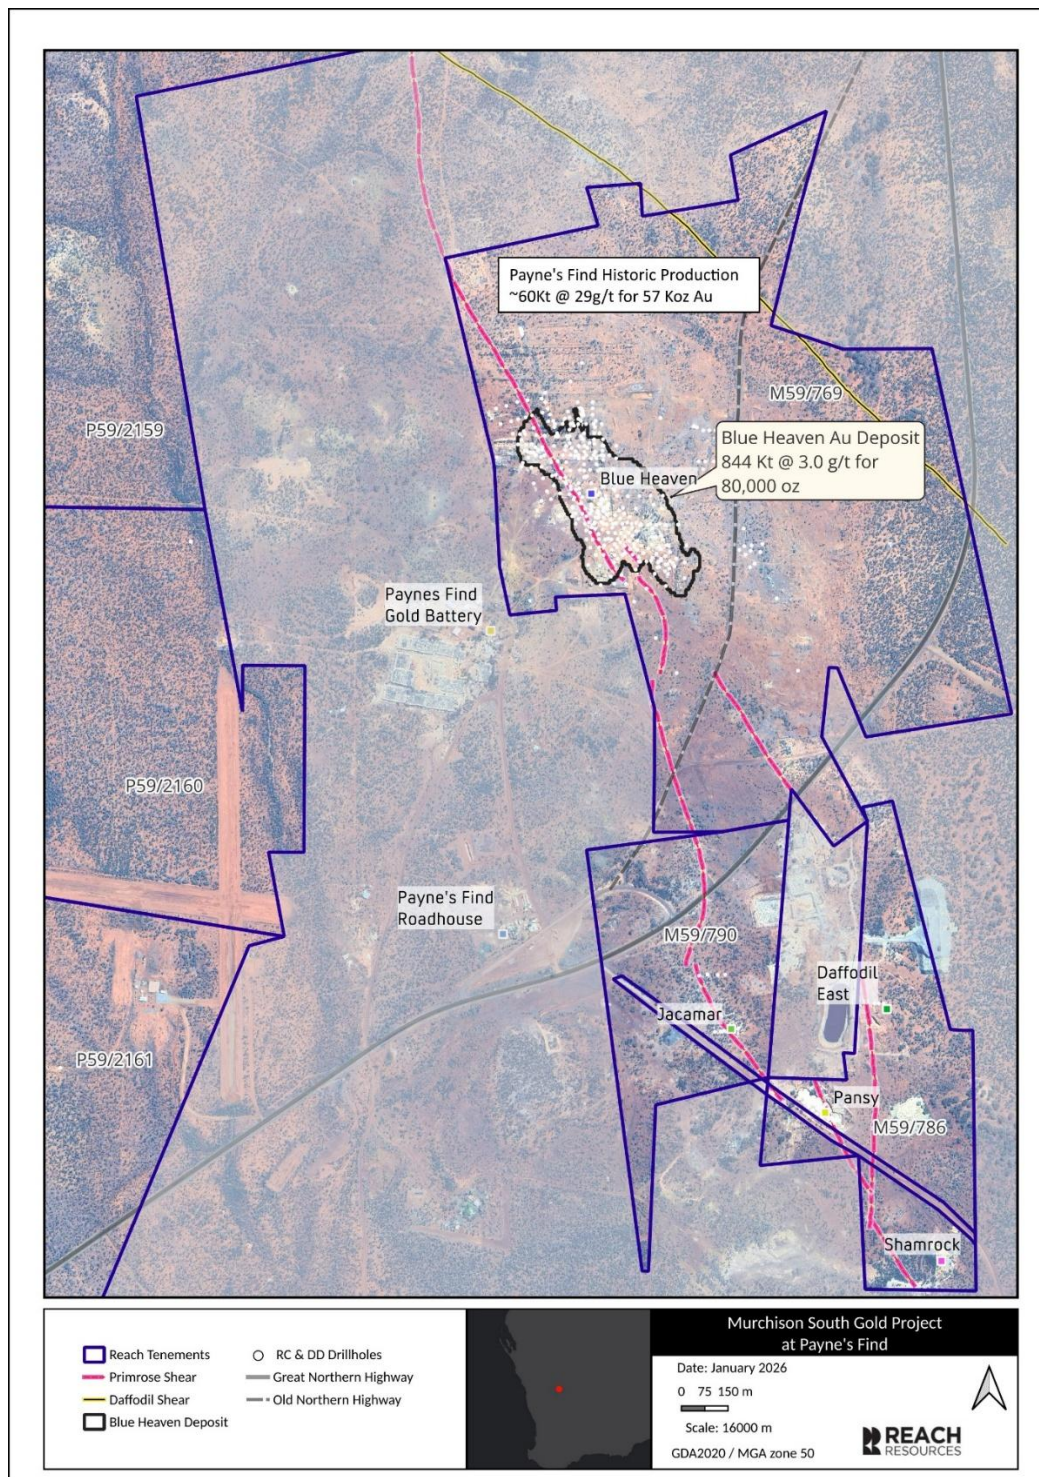 Payne's Find Historic Production
~60Kt @ 29g/t for 57 Koz Au
M59/769
P59/2159
Blue Heaven Au Deposit
844 Kt @ 3.0 g/t for
80,000 oz
Blue Heaven
Paynes Find
Gold Battery
P59/2160
Payne's Find
Roadhouse
M59/790
Daffodil
East
Jacamar
P59/2161
Pansy
M59/786
Shamrock
Reach Tenements
Primrose Shear
Daffodil Shear
Blue Heaven Deposit
RC & DD Drillholes
Great Northern Highway
Old Northern Highway
Murchison South Gold Project
at Payne's Find
Date: January 2026
0 75 150 m
Scale: 16000 m
GDA2020 / MGA zone 50
REACH
RESOURCES